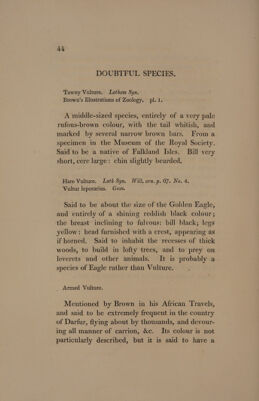 44
DOUBTFUL SPECIES.
Tawny Vulture. Latham Syn.
Brown's Illustrations of Zoology. pl. 1.
A middle-sized species, entirely of a very pale
rufous-brown colour, with the tail whitish, and
marked by several narrow brown bars. From a
specimen in the Museum of the Royal Society.
Said to be a native of Falkland Isles. Bill very
short, cere large: chin slightly bearded.
Hare Vulture. Lath Syn. Will. orn. p. 67. No. 4.
Vultur leporarius. Gesn.
Said to be about the size of the Golden Eagle,
and entirely of a shining reddish black colour;
the breast inclining to fulvous: bill black; legs
yellow: head furnished with a crest, appearing as
if horned. Said to inhabit the recesses of thick
woods, to build in lofty trees, and to prey on
leverets and other animals. It is probably a
species of Eagle rather than Vulture.
Armed Vulture.
Mentioned by Brown in his African Travels,
and said to be extremely frequent in the country
of Darfur, flying about by thousands, and devour-
ing all manner of carrion, &c. Its colour is not
particularly described, but it is said to have a